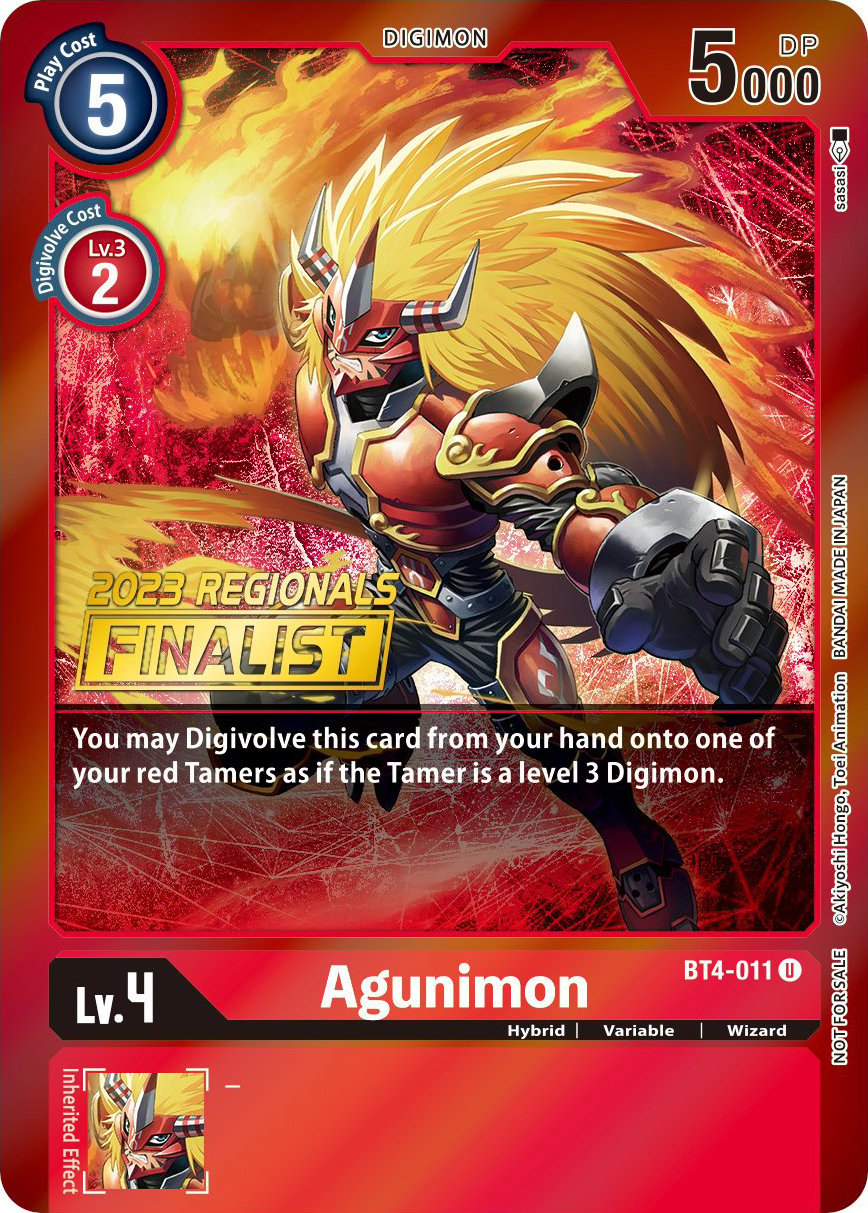 DIGIMON
Play Cost
5
5000
DP
Digivolve Cost
Lv.3
2
sasasi
2023 REGIONALS
FINALIST
You may Digivolve this card from your hand onto one of
your red Tamers as if the Tamer is a level 3 Digimon.
©Akiyoshi Hongo, Toei Animation BANDAI MADE IN JAPAN
NOT FOR SALE
Lv.4
Agunimon
BT4-011 U
Hybrid | Variable | Wizard
Inherited Effect
–